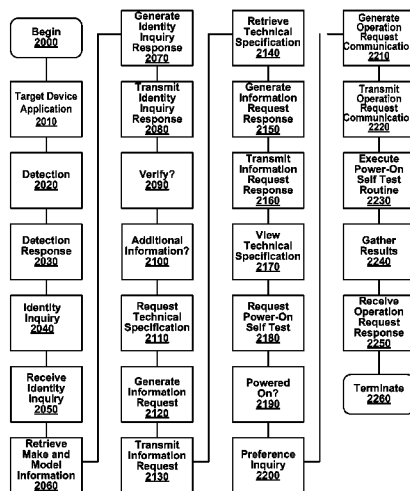 Begin
2000
Target Device
Application
2010
Detection
2020
Detection
Response
2030
Identity
Inquiry
2040
Receive
Identity
Inquiry
2050
Retrieve
Make and
Model
Information
2060
Generate
Identity
Inquiry
Response
2070
Transmit
Identity
Inquiry
Response
2080
Verify?
2090
Additional
Information?
2100
Request
Technical
Specification
2110
Generate
Information
Request
2120
Transmit
Information
Request
2130
Retrieve
Technical
Specification
2140
Generate
Information
Request
Response
2150
Transmit
Information
Request
Response
2160
View
Technical
Specification
2170
Request
Power-On
Self Test
2180
Powered
On?
2190
Preference
Inquiry
2200
Generate
Operation
Request
Communication
2210
Transmit
Operation
Request
Communication
2220
Execute
Power-On
Self Test
Routine
2230
Gather
Results
2240
Receive
Operation
Request
Response
2250
Terminate
2260